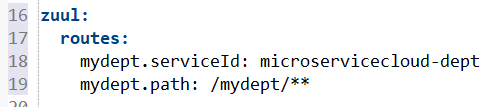 16 zuul:
17 routes:
18 mydept.serviceId: microservicecloud-dept
19 mydept.path: /mydept/**